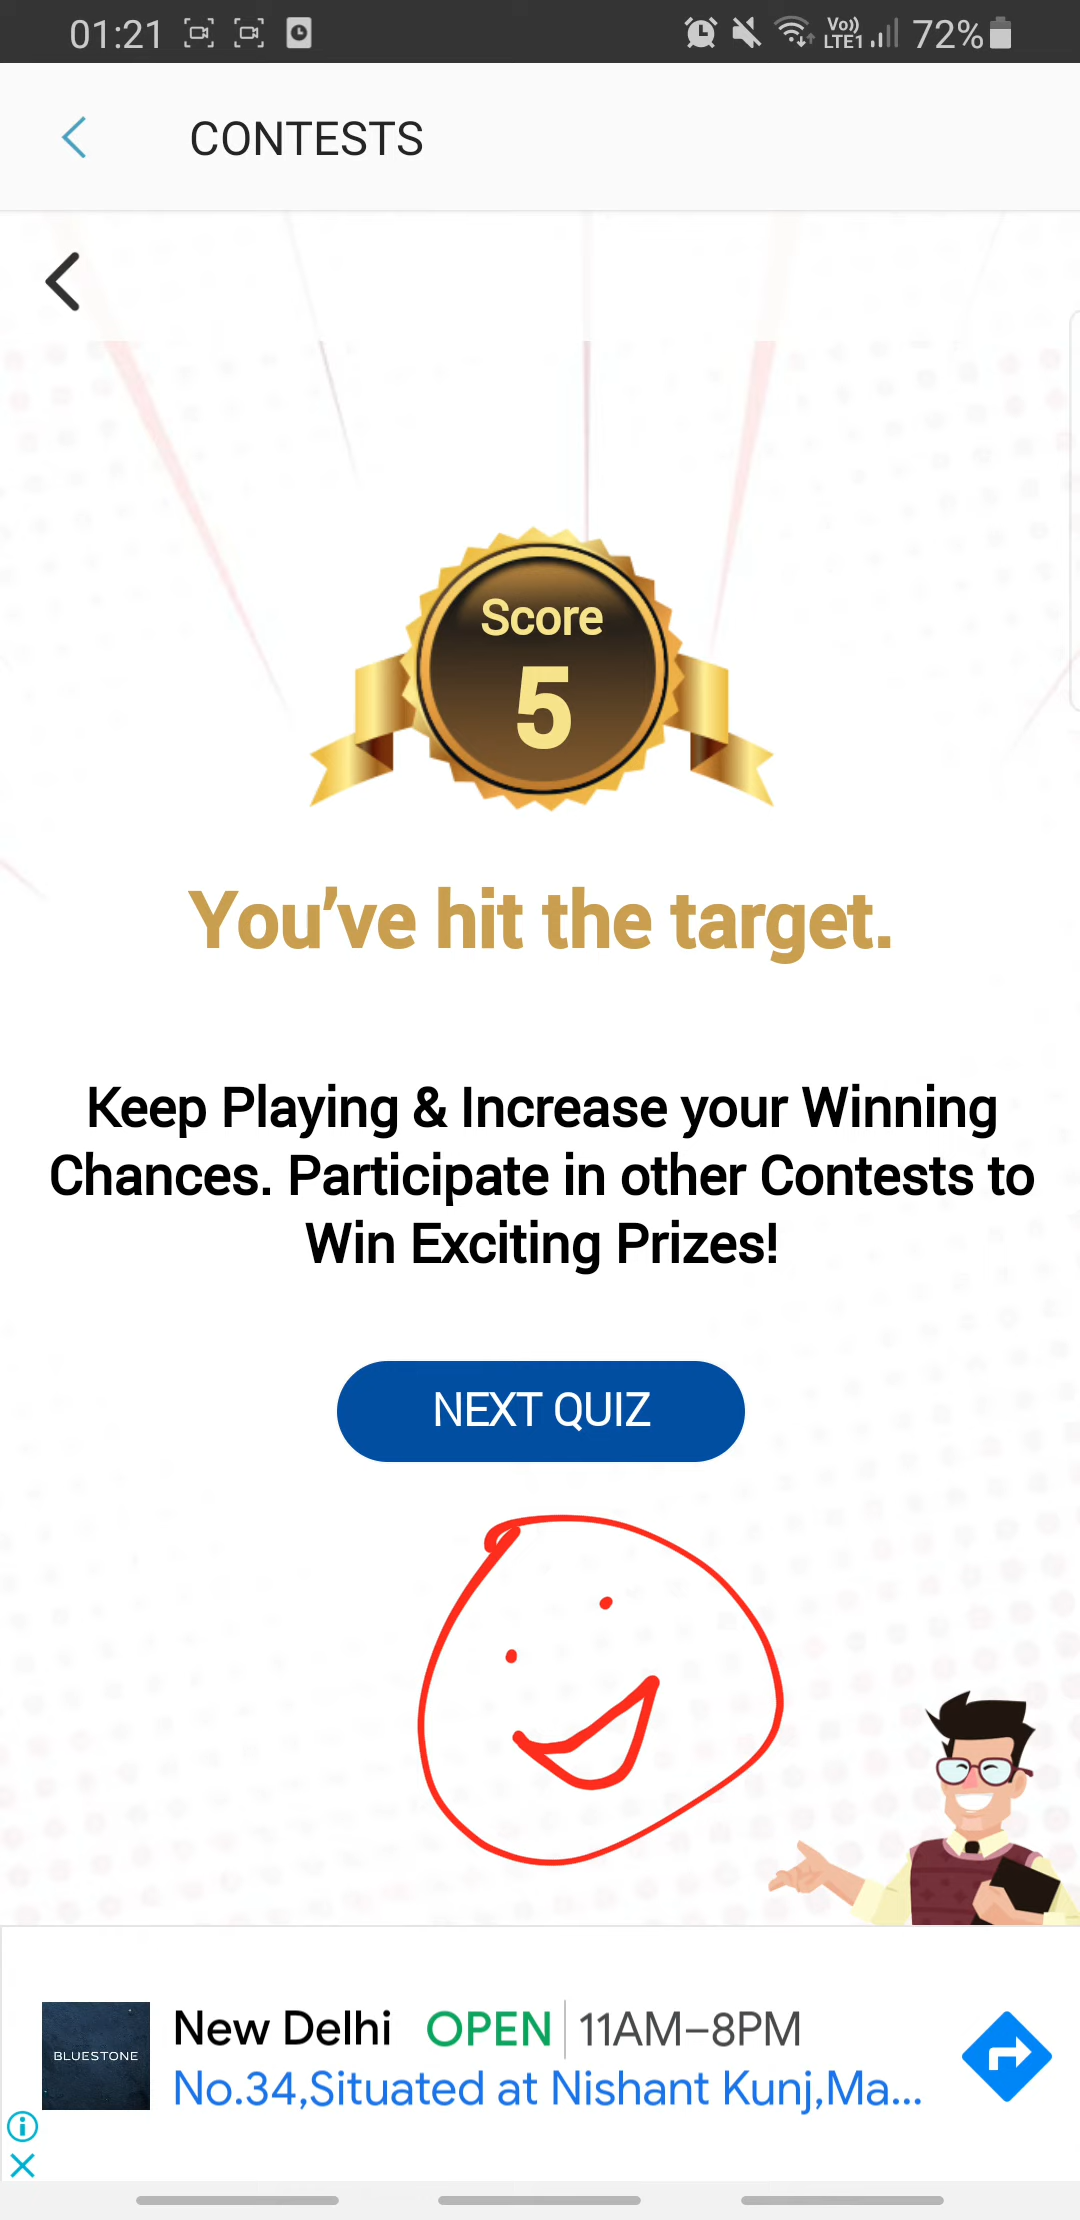 01:21 Vo)) LTE1 72%
CONTESTS
Score
5
You've hit the target.
Keep Playing & Increase your Winning
Chances. Participate in other Contests to
Win Exciting Prizes!
NEXT QUIZ
BLUESTONE
New Delhi OPEN 11AM–8PM
No.34,Situated at Nishant Kunj,Ma...